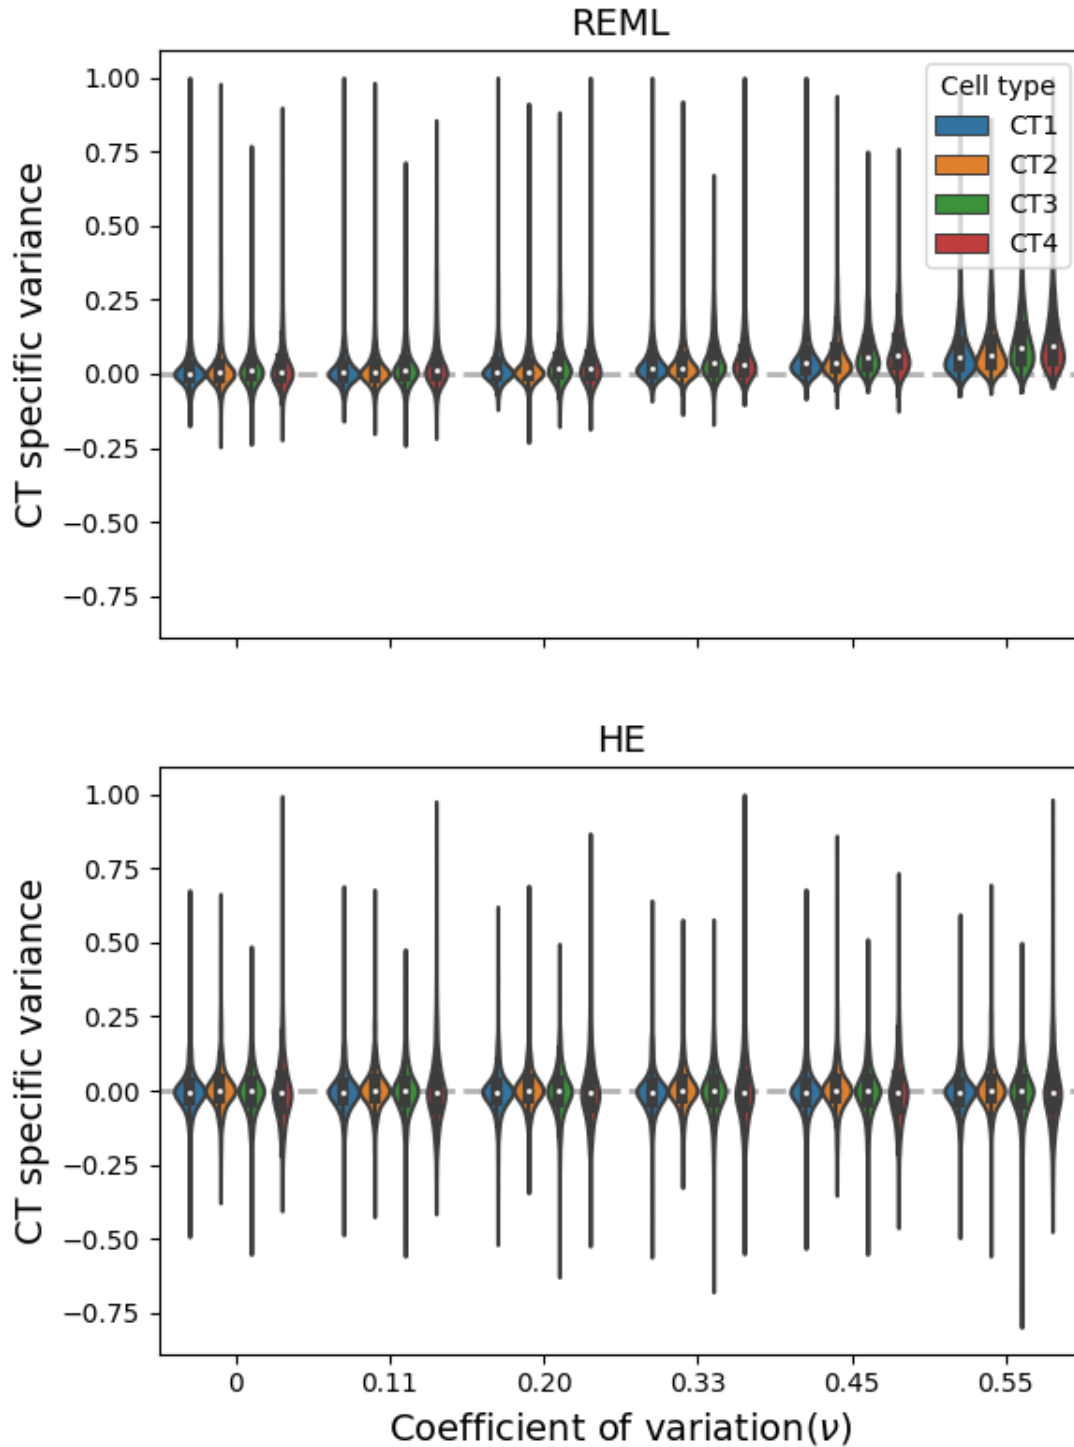 REML
CT specific variance
1.00
0.75
0.50
0.25
0.00
−0.25
−0.50
−0.75
Cell type
CT1
CT2
CT3
CT4
HE
CT specific variance
1.00
0.75
0.50
0.25
0.00
−0.25
−0.50
−0.75
0 0.11 0.20 0.33 0.45 0.55
Coefficient of variation(ν)